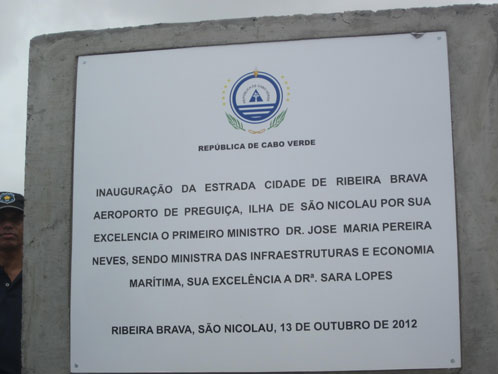 REPÚBLICA DE CABO VERDE
INAUGURAÇÃO DA ESTRADA CIDADE DE RIBEIRA BRAVA
AEROPORTO DE PREGUIÇA, ILHA DE SÃO NICOLAU POR SUA
EXCELENCIA O PRIMEIRO MINISTRO DR. JOSE MARIA PEREIRA
NEVES, SENDO MINISTRA DAS INFRAESTRUTURAS E ECONOMIA
MARÍTIMA, SUA EXCELÊNCIA A DRª. SARA LOPES
RIBEIRA BRAVA, SÃO NICOLAU, 13 DE OUTUBRO DE 2012